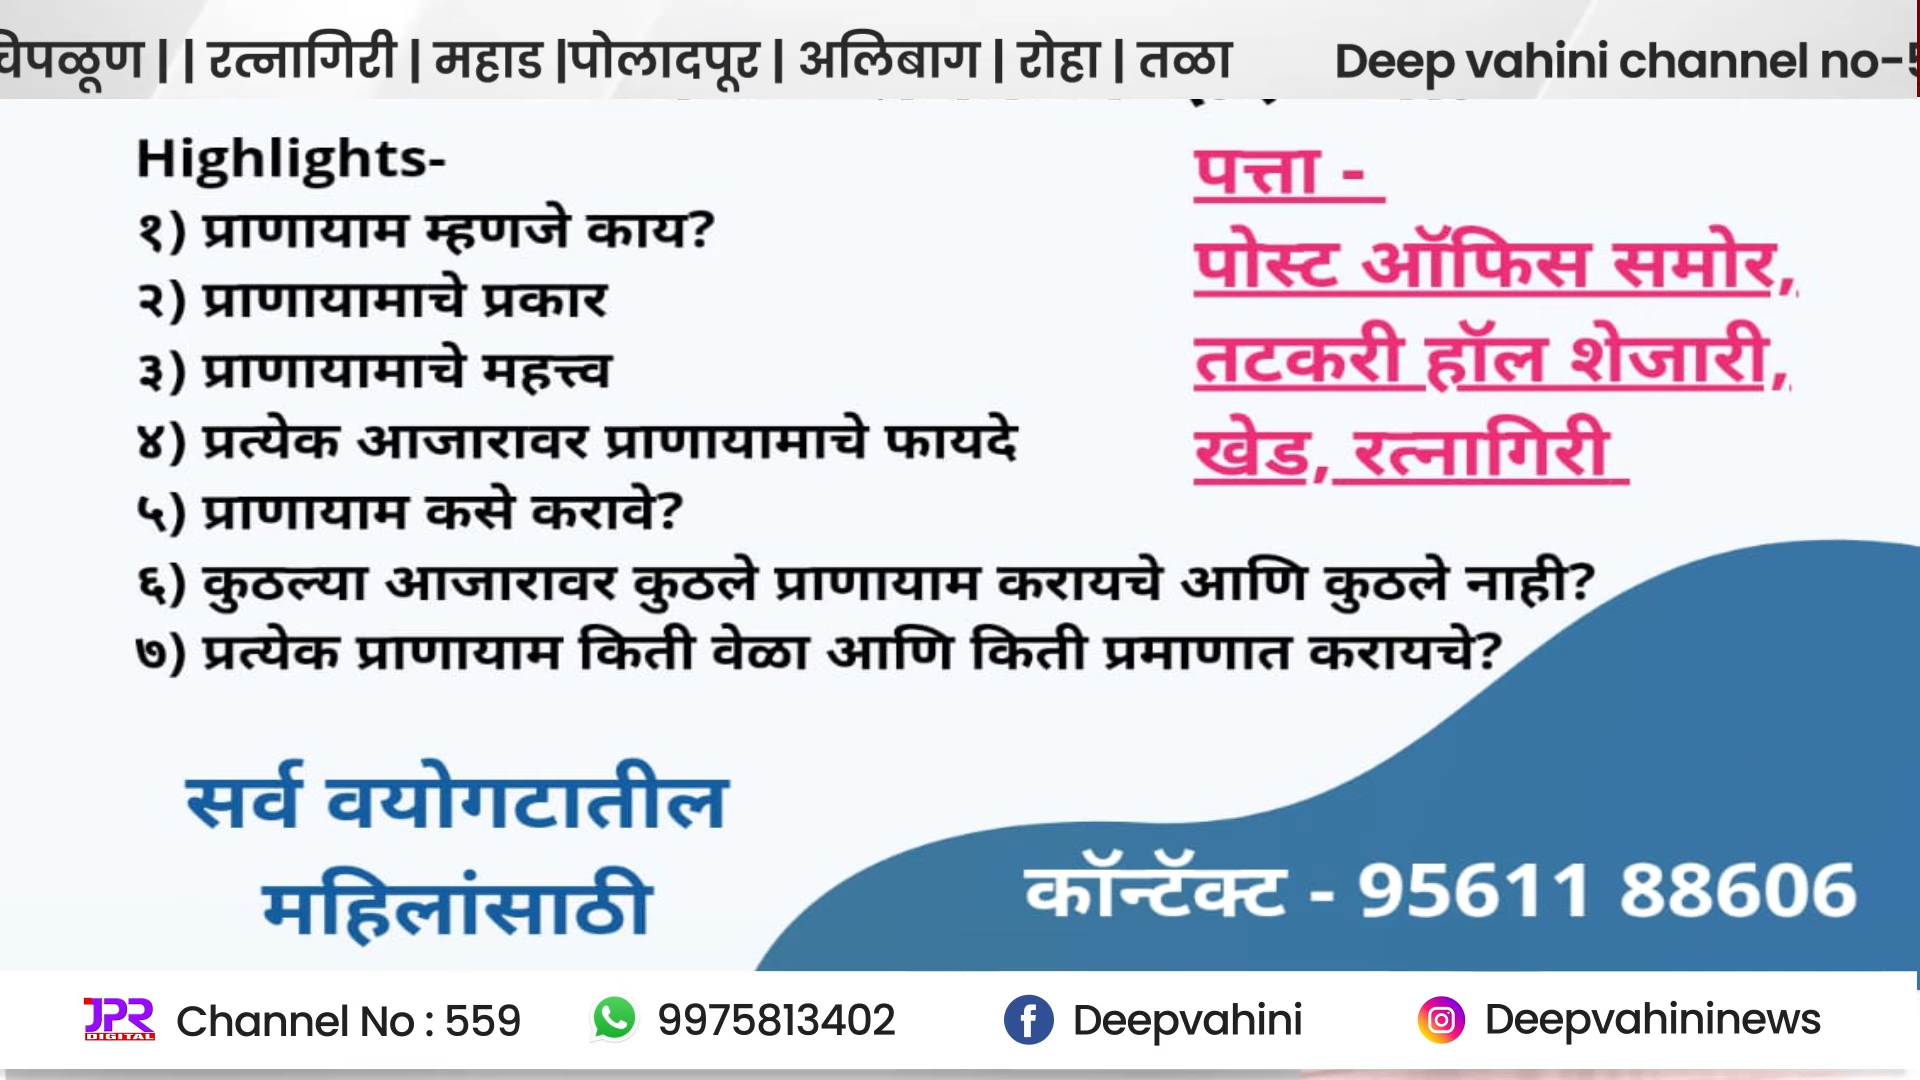 | | रत्नागिरी | महाड |पोलादपूर | अलिबाग | रोहा | तळा Deep vahini channel no-5
Highlights-
१) प्राणायाम म्हणजे काय?
२) प्राणायामाचे प्रकार
३) प्राणायामाचे महत्त्व
४) प्रत्येक आजारावर प्राणायामाचे फायदे
५) प्राणायाम कसे करावे?
६) कुठल्या आजारावर कुठले प्राणायाम करायचे आणि कुठले नाही?
७) प्रत्येक प्राणायाम किती वेळा आणि किती प्रमाणात करायचे?
पत्ता -
पोस्ट ऑफिस समोर,
तटकरी हॉल शेजारी,
खेड, रत्नागिरी
सर्व वयोगटातील
महिलांसाठी
कॉन्टॅक्ट - 95611 88606
JPR DIGITAL Channel No : 559 9975813402 Deepvahini Deepvahininews